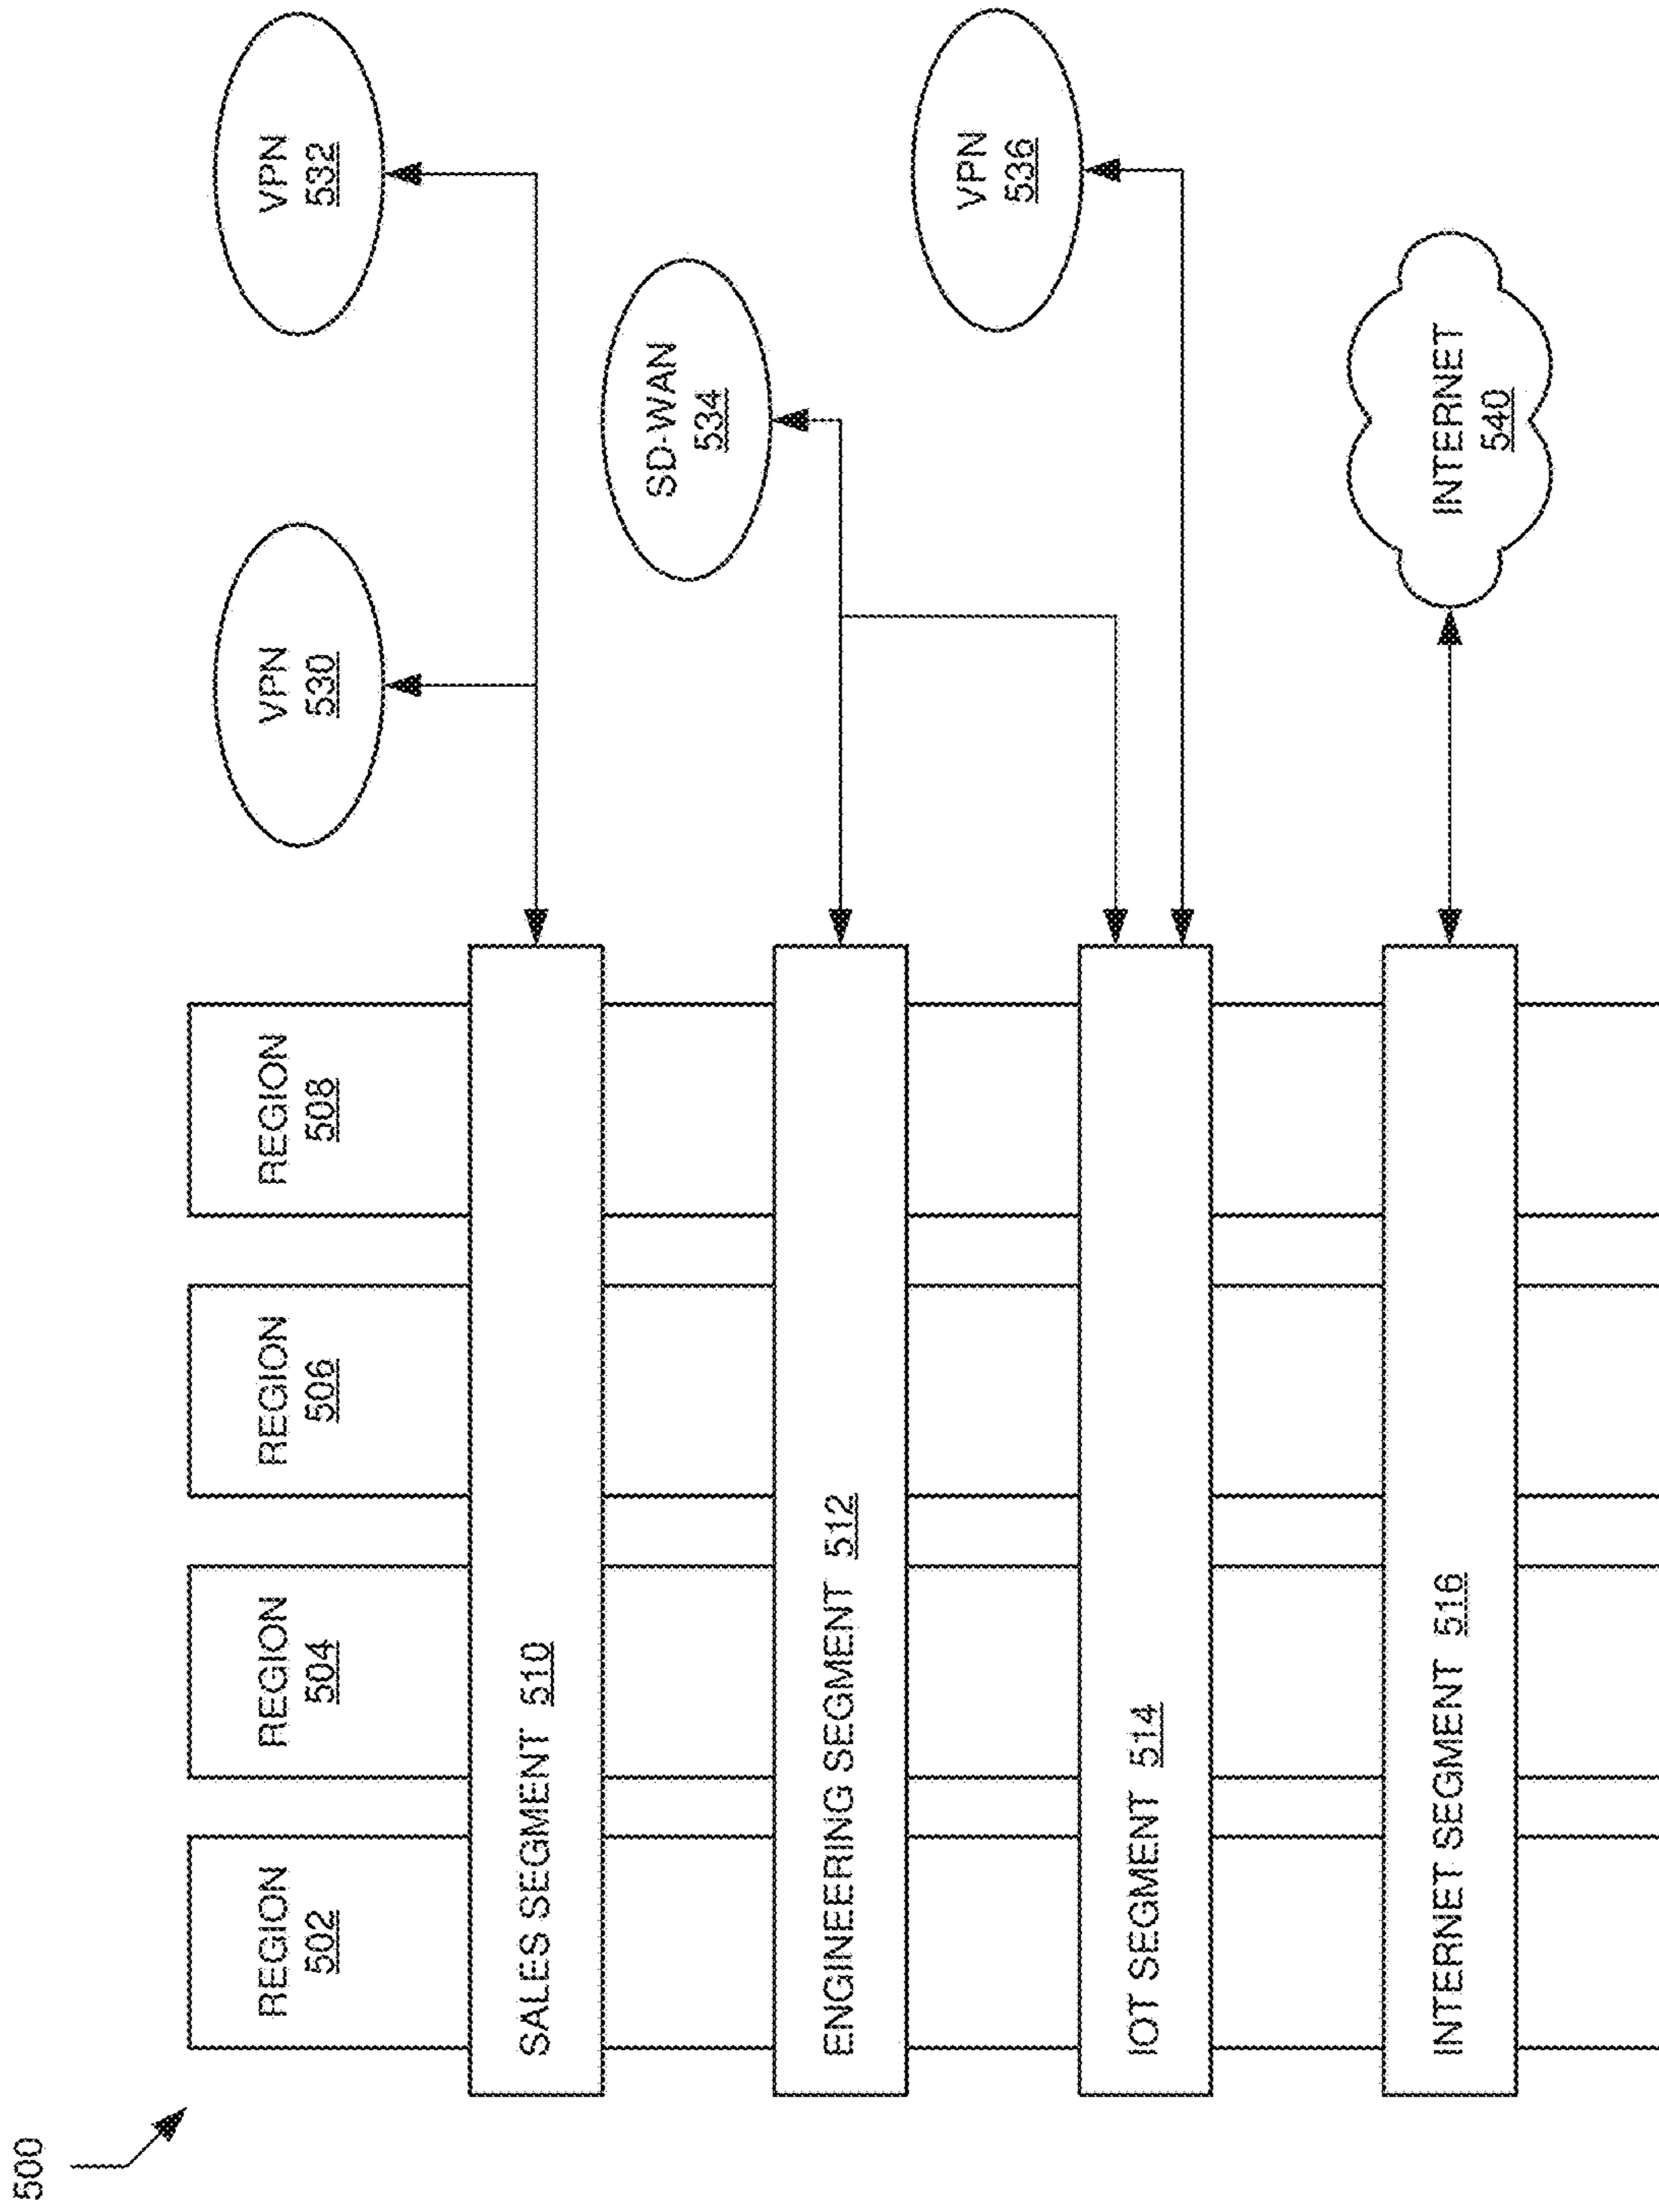 500
REGION
502
REGION
504
REGION
506
REGION
508
VPN
530
VPN
532
SALES SEGMENT 510
SD-WAN
534
ENGINEERING SEGMENT 512
VPN
536
IOT SEGMENT 514
INTERNET
540
INTERNET SEGMENT 516